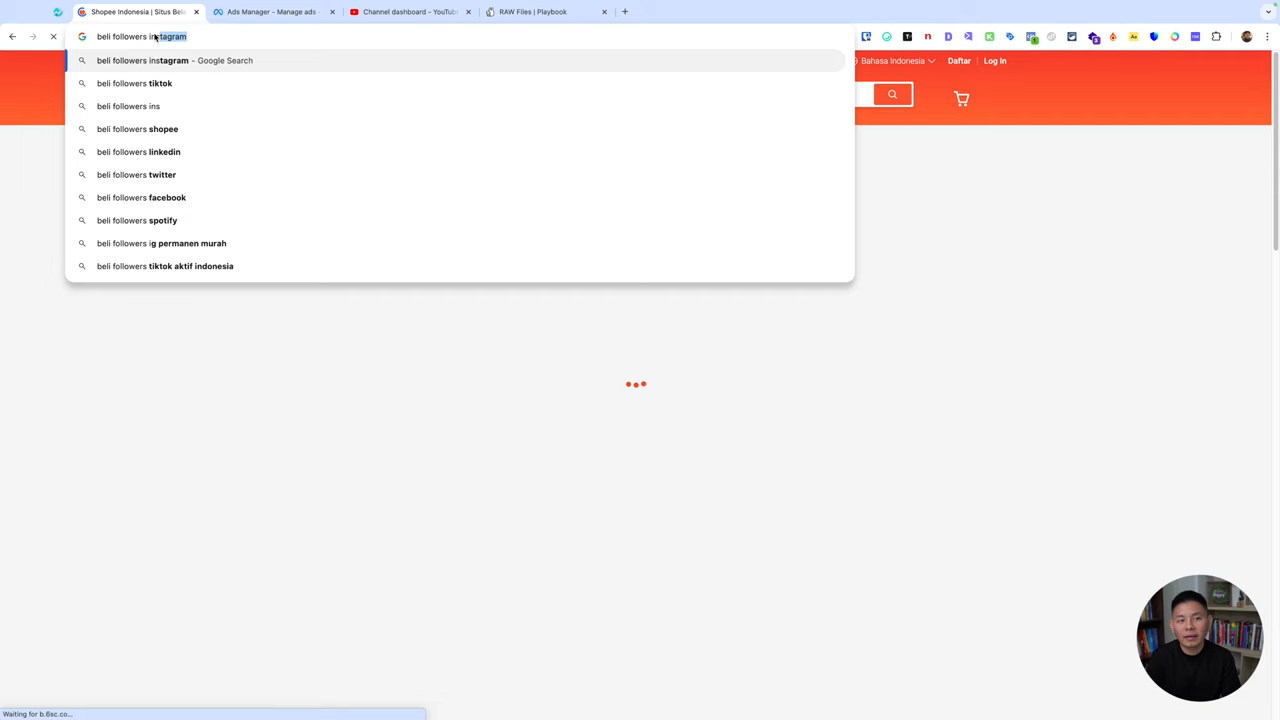 Shopee Indonesia | Situs Bela
Ads Manager - Manage ads
Channel dashboard - YouTube
RAW Files | Playbook
beli followers instagram
beli followers instagram - Google Search
beli followers tiktok
beli followers ins
beli followers shopee
beli followers linkedin
beli followers twitter
beli followers facebook
beli followers spotify
beli followers ig permanen murah
beli followers tiktok aktif indonesia
Bahasa Indonesia
Daftar
Log In
Waiting for b.6sc.co...